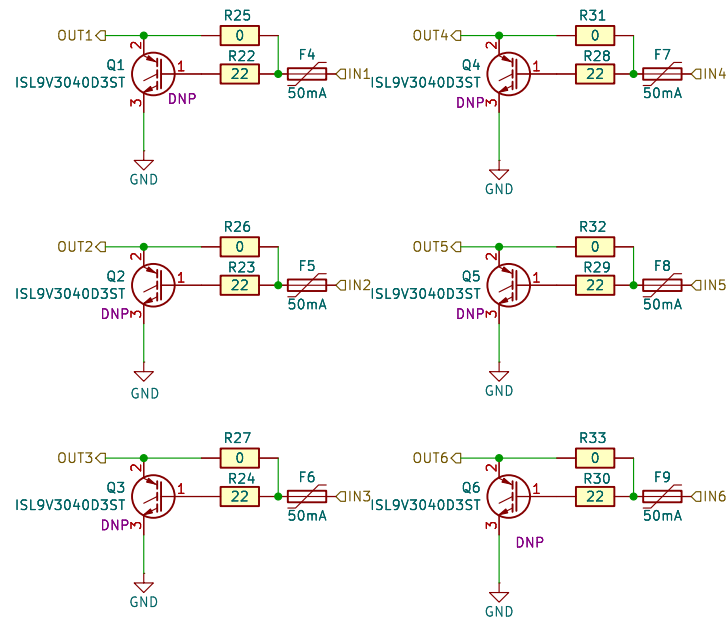 R25
OUT1
0
2
R22
F4
Q1
1
22
IN1
ISL9V3040D3ST
50mA
DNP
3
GND
R31
OUT4
0
2
R28
F7
Q4
1
22
IN4
ISL9V3040D3ST
50mA
DNP
3
GND
R26
OUT2
0
2
R23
F5
Q2
1
22
IN2
ISL9V3040D3ST
50mA
DNP
3
GND
R32
OUT5
0
2
R29
F8
Q5
1
22
IN5
ISL9V3040D3ST
50mA
DNP
3
GND
R27
OUT3
0
2
R24
F6
Q3
1
22
IN3
ISL9V3040D3ST
50mA
DNP
3
GND
R33
OUT6
0
2
R30
F9
Q6
1
22
IN6
ISL9V3040D3ST
50mA
3
DNP
GND